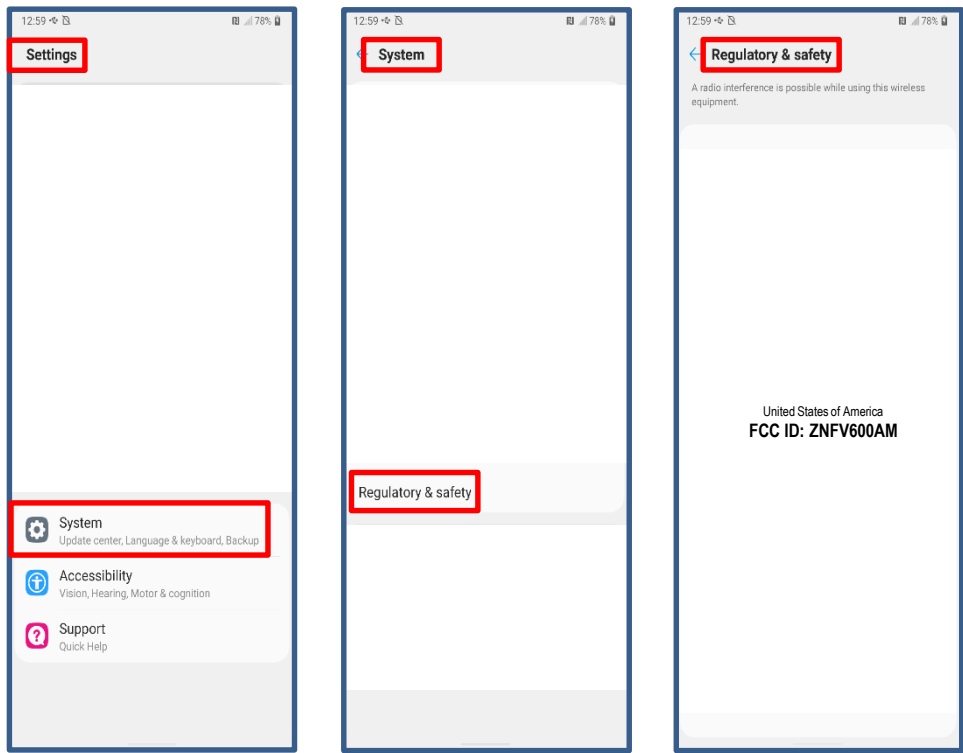 12:59 78%
Settings
System
Update center, Language & keyboard, Backup
Accessibility
Vision, Hearing, Motor & cognition
Support
Quick Help
12:59 78%
System
Regulatory & safety
12:59 78%
Regulatory & safety
A radio interference is possible while using this wireless
equipment.
United States of America
FCC ID: ZNFV600AM